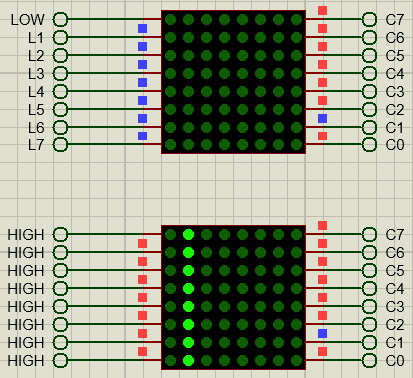 LOW C7
L1 C6
L2 C5
L3 C4
L4 C3
L5 C2
L6 C1
L7 C0
HIGH C7
HIGH C6
HIGH C5
HIGH C4
HIGH C3
HIGH C2
HIGH C1
HIGH C0